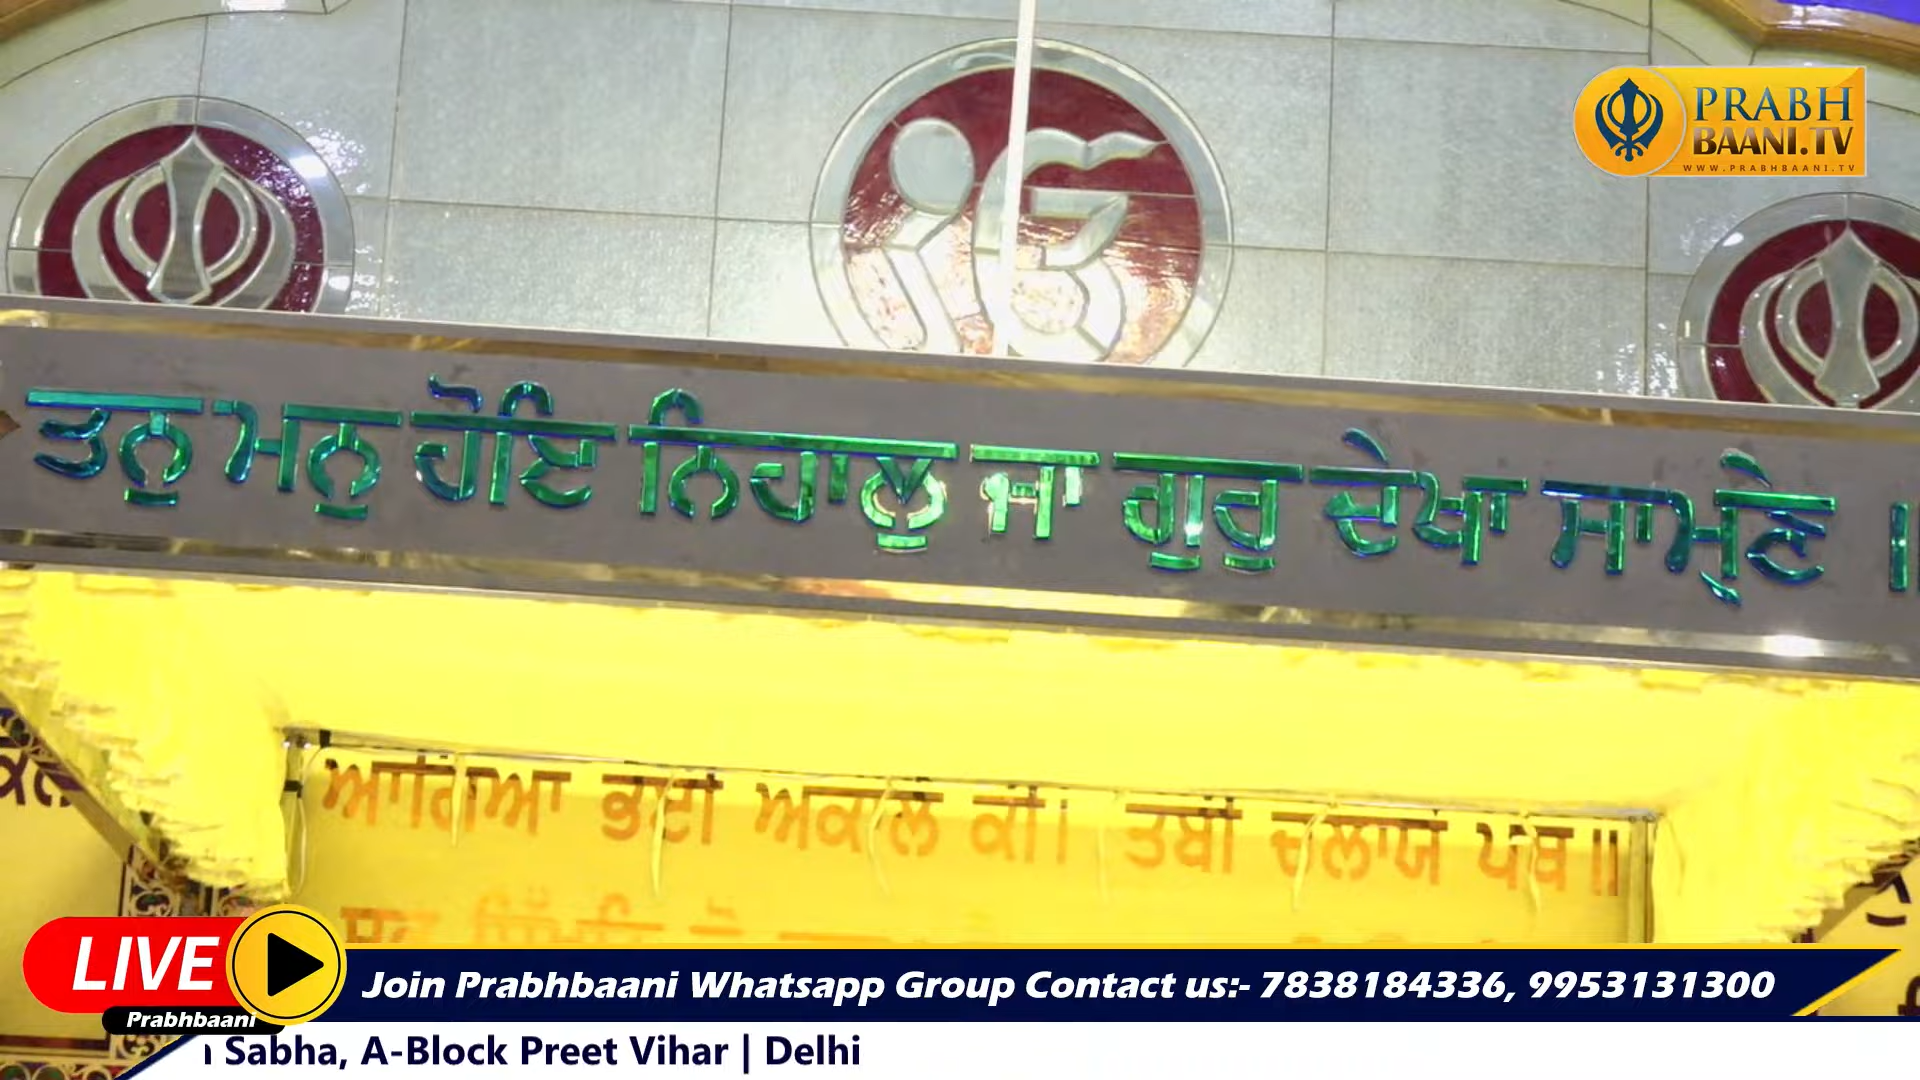 PRABH
BAANI.TV
WWW.PRABHBAANI.TV
ੴ
ਤਨੁ ਮਨੁ ਹੋਇ ਨਿਹਾਲੁ ਜਾ ਗੁਰੁ ਦੇਖਾ ਸਾਮ੍ਹਣੇ ॥
ਆਗਿਆ ਭਈ ਅਕਾਲ ਕੀ। ਤਬੀ ਚਲਾਯੋ ਪੰਥ॥
LIVE
Prabhbaani
Join Prabhbaani Whatsapp Group Contact us:- 7838184336, 9953131300
Sabha, A-Block Preet Vihar | Delhi